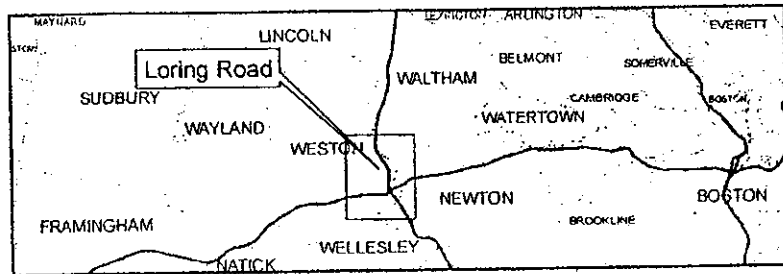 MAYNARD
LEXINGTON
ARLINGTON
EVERETT
LINCOLN
BELMONT
SOMERVILLE
Loring Road
WALTHAM
SUDBURY
CAMBRIDGE
BOSTON
WAYLAND
WATERTOWN
WESTON
FRAMINGHAM
NEWTON
BOSTON
BROOKLINE
WELLESLEY
NATICK